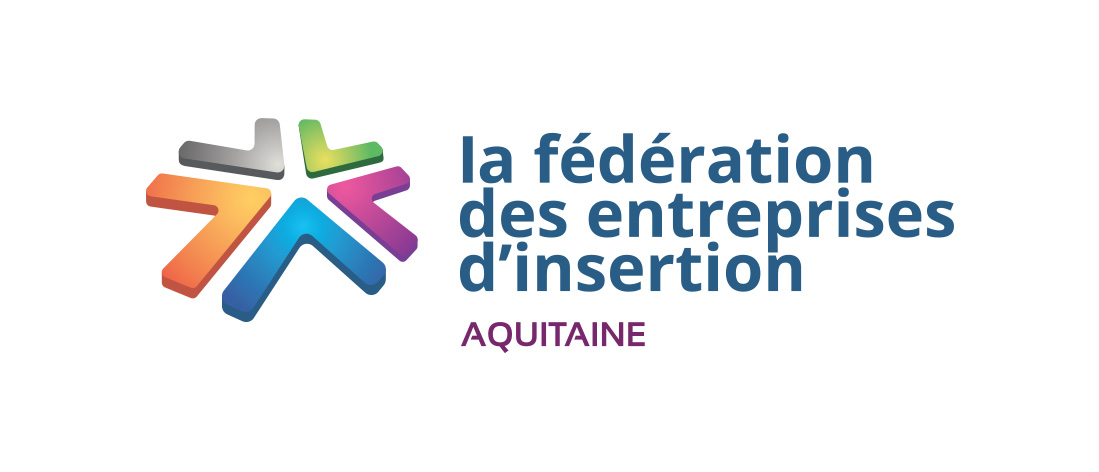 la fédération
des entreprises
d’insertion
AQUITAINE